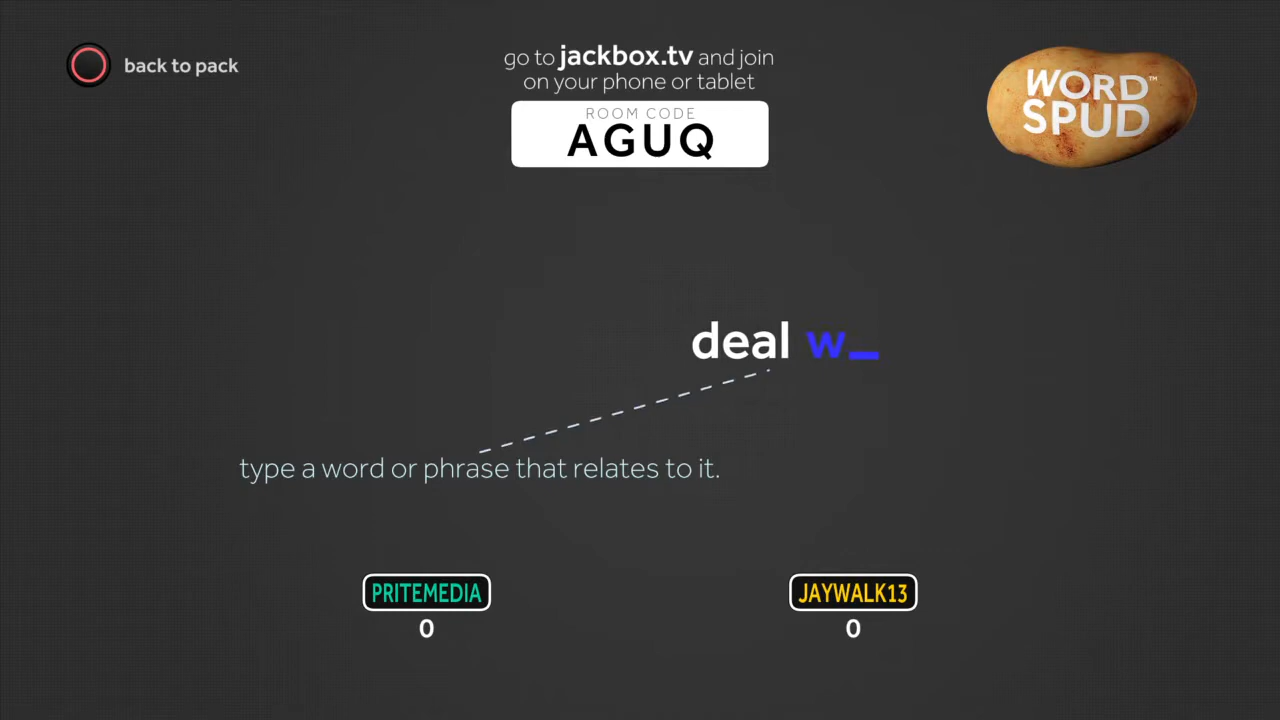 back to pack
go to jackbox.tv and join
on your phone or tablet
ROOM CODE
AGUQ
WORD™
SPUD
deal w_
type a word or phrase that relates to it.
PRITEMEDIA
0
JAYWALK13
0